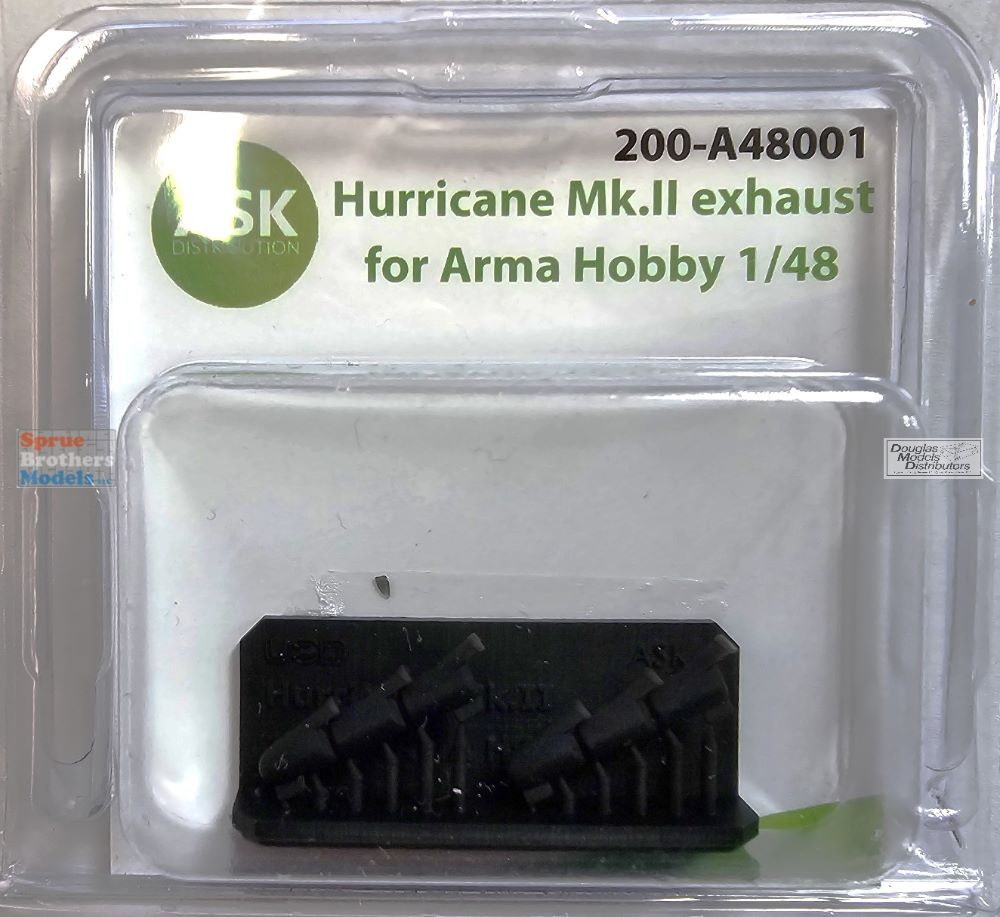 200-A48001
ASK
DISTRIBUTION
Hurricane Mk.II exhaust
for Arma Hobby 1/48
Sprue
Brothers
Models
Douglas
Models
Distributors
ASK